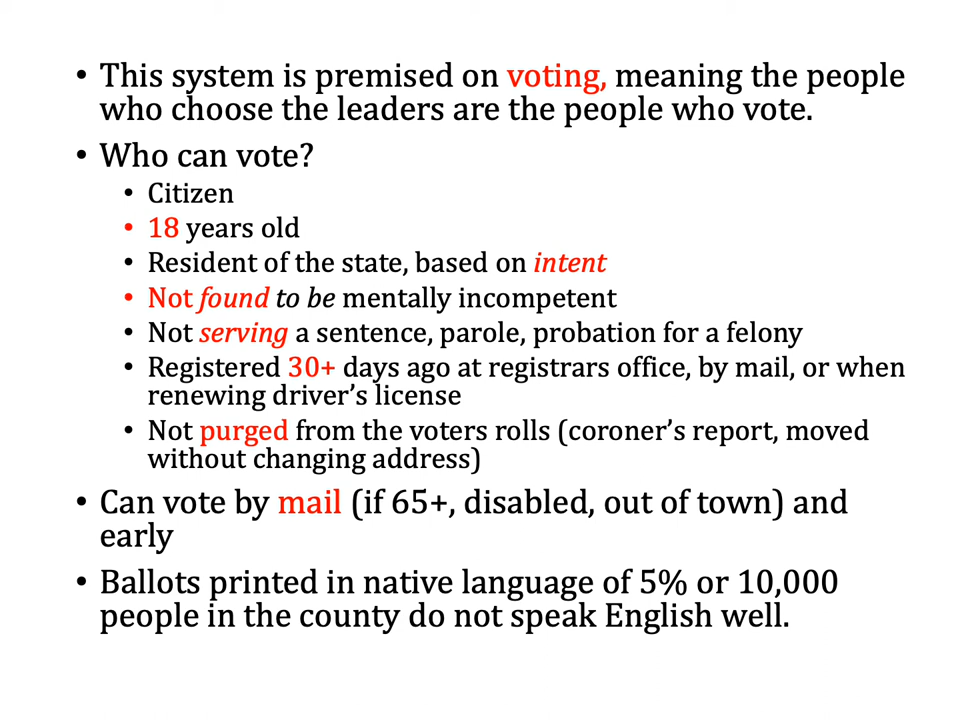 • This system is premised on voting, meaning the people
who choose the leaders are the people who vote.
• Who can vote?
• Citizen
• 18 years old
• Resident of the state, based on intent
• Not found to be mentally incompetent
• Not serving a sentence, parole, probation for a felony
• Registered 30+ days ago at registrars office, by mail, or when
renewing driver's license
• Not purged from the voters rolls (coroner's report, moved
without changing address)
• Can vote by mail (if 65+, disabled, out of town) and
early
• Ballots printed in native language of 5% or 10,000
people in the county do not speak English well.